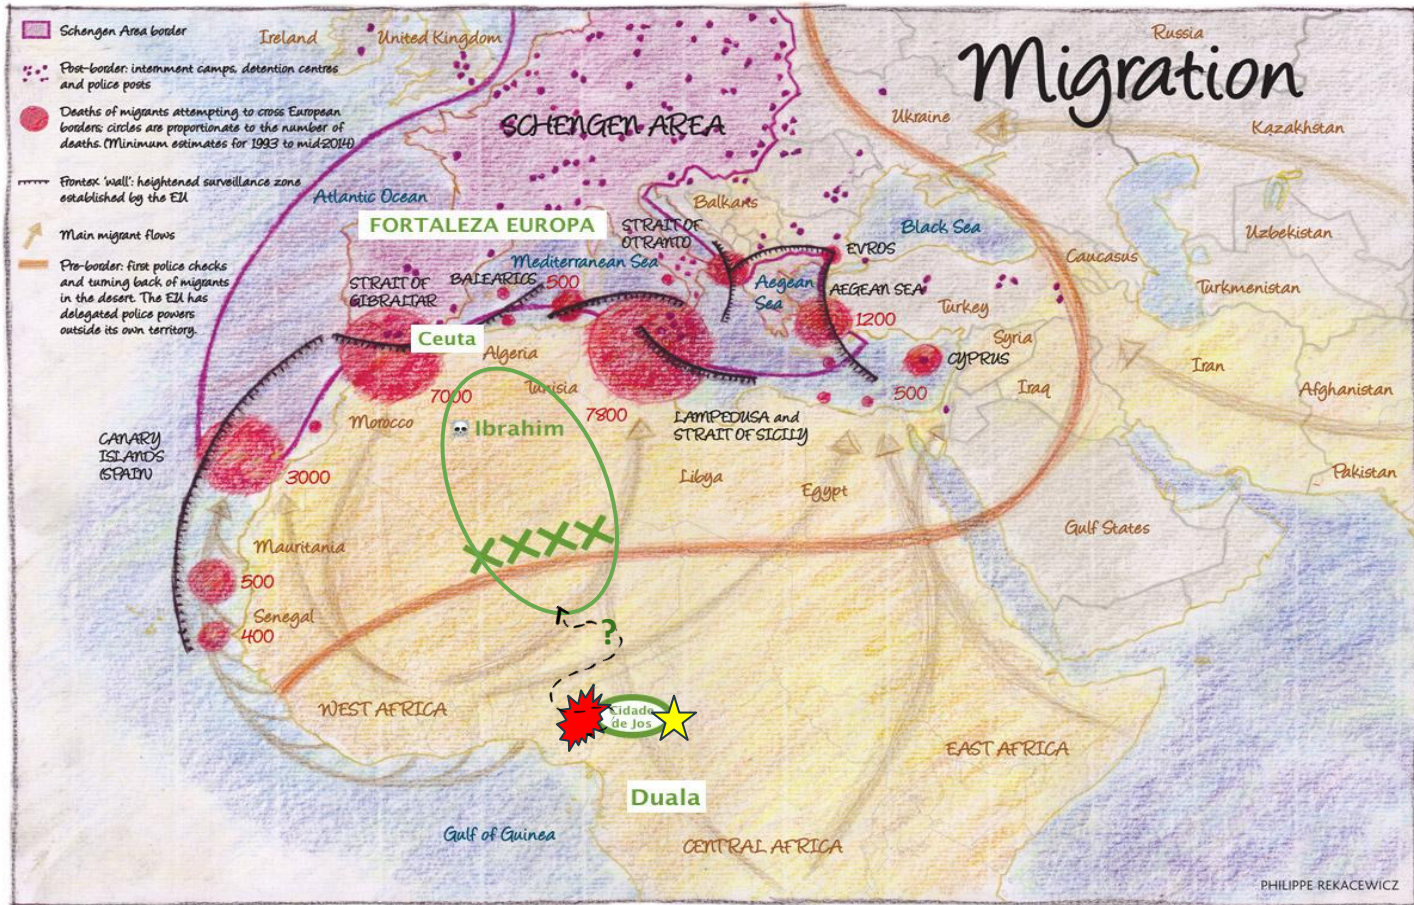 Migration
Schengen Area border
Post-border: internment camps, detention centres
and police posts
Deaths of migrants attempting to cross European
borders; circles are proportionate to the number of
deaths. (Minimum estimates for 1993 to mid-2014)
Frontex 'wall': heightened surveillance zone
established by the EU
Main migrant flows
Pre-border: first police checks
and turning back of migrants
in the desert. The EU has
delegated police powers
outside its own territory.
Ireland
United Kingdom
Russia
SCHENGEN AREA
Ukraine
Kazakhstan
Atlantic Ocean
Balkans
FORTALEZA EUROPA
STRAIT OF
OTRANTO
Black Sea
Uzbekistan
EVROS
Mediterranean Sea
Caucasus
STRAIT OF
GIBRALTAR
BALEARICS
500
Aegean
Sea
AEGEAN SEA
Turkmenistan
Turkey
1200
Ceuta
Algeria
Syria
CYPRUS
Iran
Tunisia
Iraq
Afghanistan
7000
7800
500
Morocco
Ibrahim
LAMPEDUSA and
STRAIT OF SICILY
CANARY
ISLANDS
(SPAIN
3000
Libya
Egypt
Pakistan
Gulf States
Mauritania
500
Senegal
400
?
WEST AFRICA
Cidade
de Jos
EAST AFRICA
Duala
Gulf of Guinea
CENTRAL AFRICA
PHILIPPE REKACEWICZ